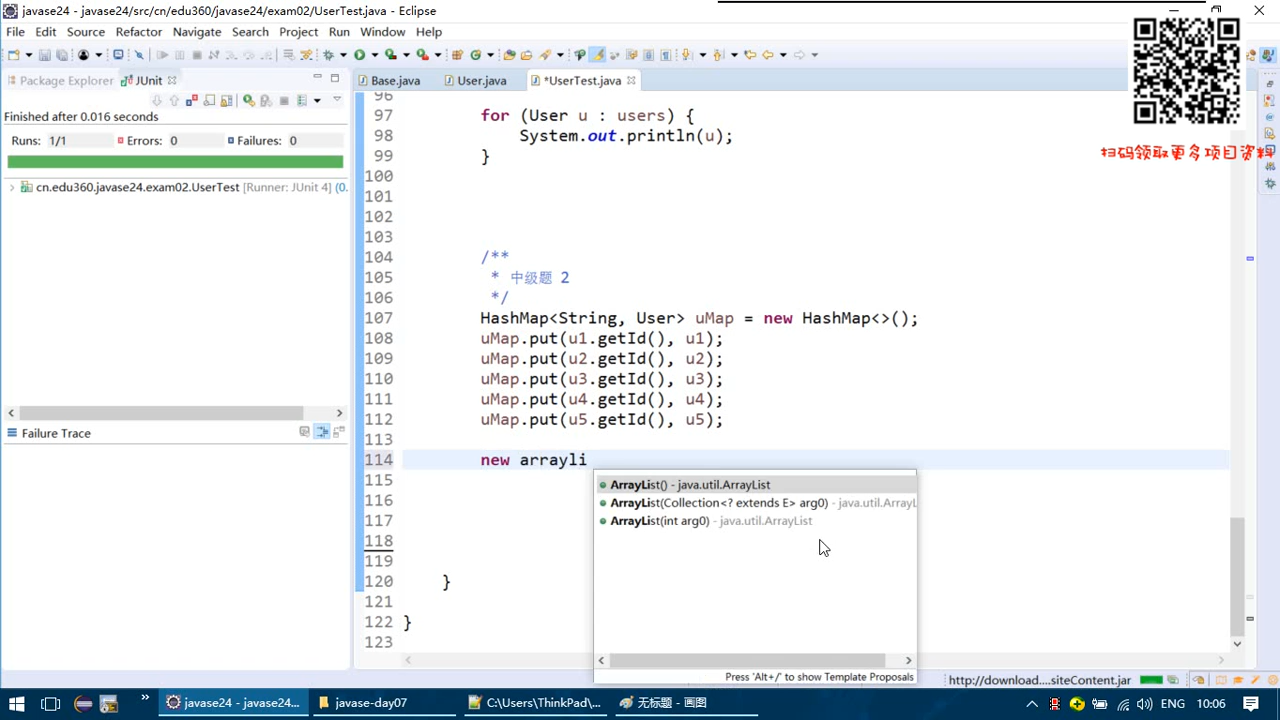 javase24 - javase24/src/cn/edu360/javase24/exam02/UserTest.java - Eclipse
File Edit Source Refactor Navigate Search Project Run Window Help
Package Explorer JUnit
Base.java User.java *UserTest.java
Finished after 0.016 seconds
Runs: 1/1 Errors: 0 Failures: 0
cn.edu360.javase24.exam02.UserTest [Runner: JUnit 4] (0.
Failure Trace
扫码领取更多项目资料
96
97 for (User u : users) {
98 System.out.println(u);
99 }
100
101
102
103
104 /**
105 * 中级题 2
106 */
107 HashMap<String, User> uMap = new HashMap<>();
108 uMap.put(u1.getId(), u1);
109 uMap.put(u2.getId(), u2);
110 uMap.put(u3.getId(), u3);
111 uMap.put(u4.getId(), u4);
112 uMap.put(u5.getId(), u5);
113
114 new arrayli
115
116
117
118
119
120 }
121
122 }
123
ArrayList() - java.util.ArrayList
ArrayList(Collection<? extends E> arg0) - java.util.ArrayL
ArrayList(int arg0) - java.util.ArrayList
Press 'Alt+/' to show Template Proposals
http://download....siteContent.jar
javase24 - javase24... javase-day07 C:\Users\ThinkPad\... 无标题 - 画图
ENG 10:06